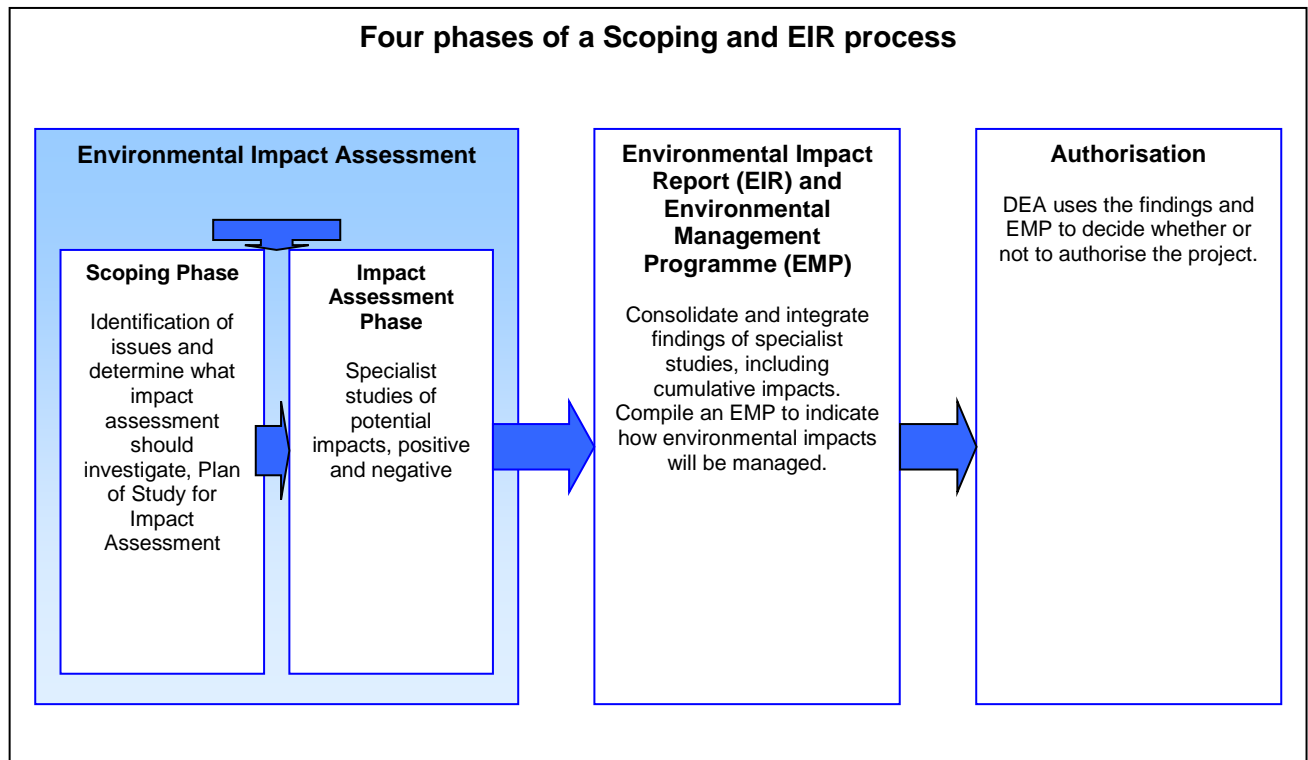 Four phases of a Scoping and EIR process
Environmental Impact Assessment
Scoping Phase
Identification of
issues and
determine what
impact
assessment
should
investigate, Plan
of Study for
Impact
Assessment
Impact
Assessment
Phase
Specialist
studies of
potential
impacts, positive
and negative
Environmental Impact
Report (EIR) and
Environmental
Management
Programme (EMP)
Consolidate and integrate
findings of specialist
studies, including
cumulative impacts.
Compile an EMP to indicate
how environmental impacts
will be managed.
Authorisation
DEA uses the findings and
EMP to decide whether or
not to authorise the project.